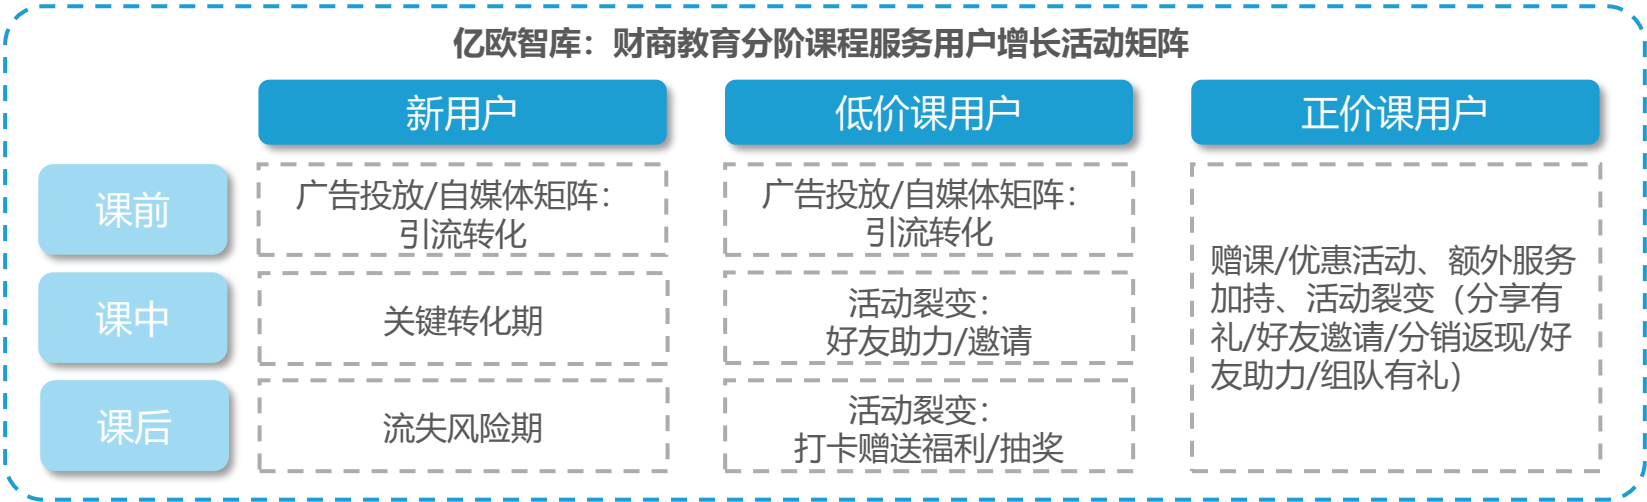 亿欧智库：财商教育分阶课程服务用户增长活动矩阵
新用户
低价课用户
正价课用户
课前
广告投放/自媒体矩阵：
引流转化
广告投放/自媒体矩阵：
引流转化
课中
关键转化期
活动裂变：
好友助力/邀请
课后
流失风险期
活动裂变：
打卡赠送福利/抽奖
赠课/优惠活动、额外服务
加持、活动裂变（分享有
礼/好友邀请/分销返现/好
友助力/组队有礼）